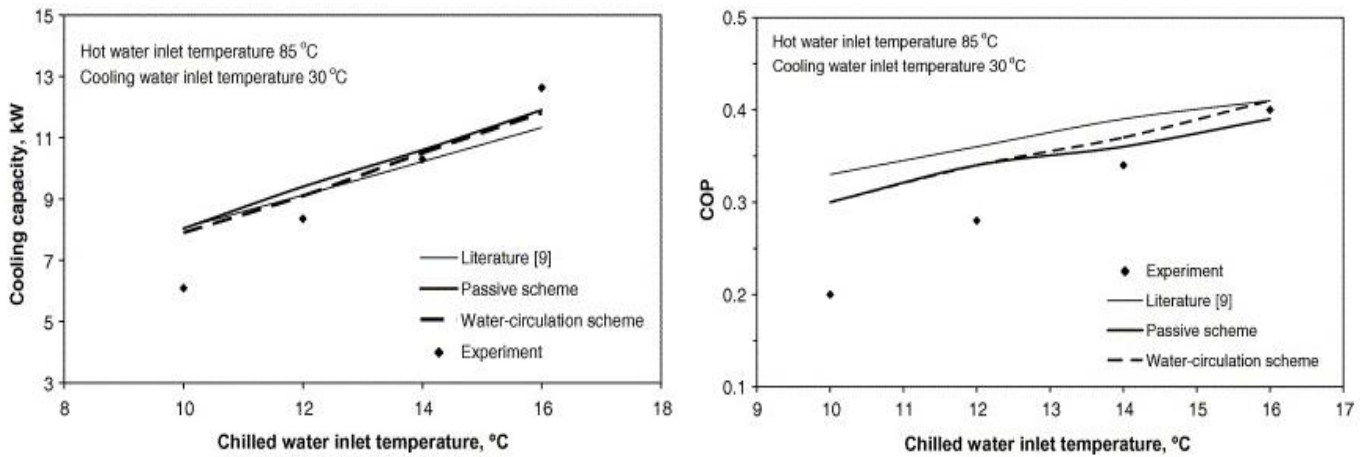 15
13
11
9
7
5
3
Cooling capacity, kW
Hot water inlet temperature 85 °C
Cooling water inlet temperature 30 °C
Literature [9]
Passive scheme
Water-circulation scheme
Experiment
8 10 12 14 16 18
Chilled water inlet temperature, ºC
0.5
0.4
0.3
0.2
0.1
COP
Hot water inlet temperature 85 °C
Cooling water inlet temperature 30 °C
Experiment
Literature [9]
Passive scheme
Water-circulation scheme
9 10 11 12 13 14 15 16 17
Chilled water inlet temperature, ºC